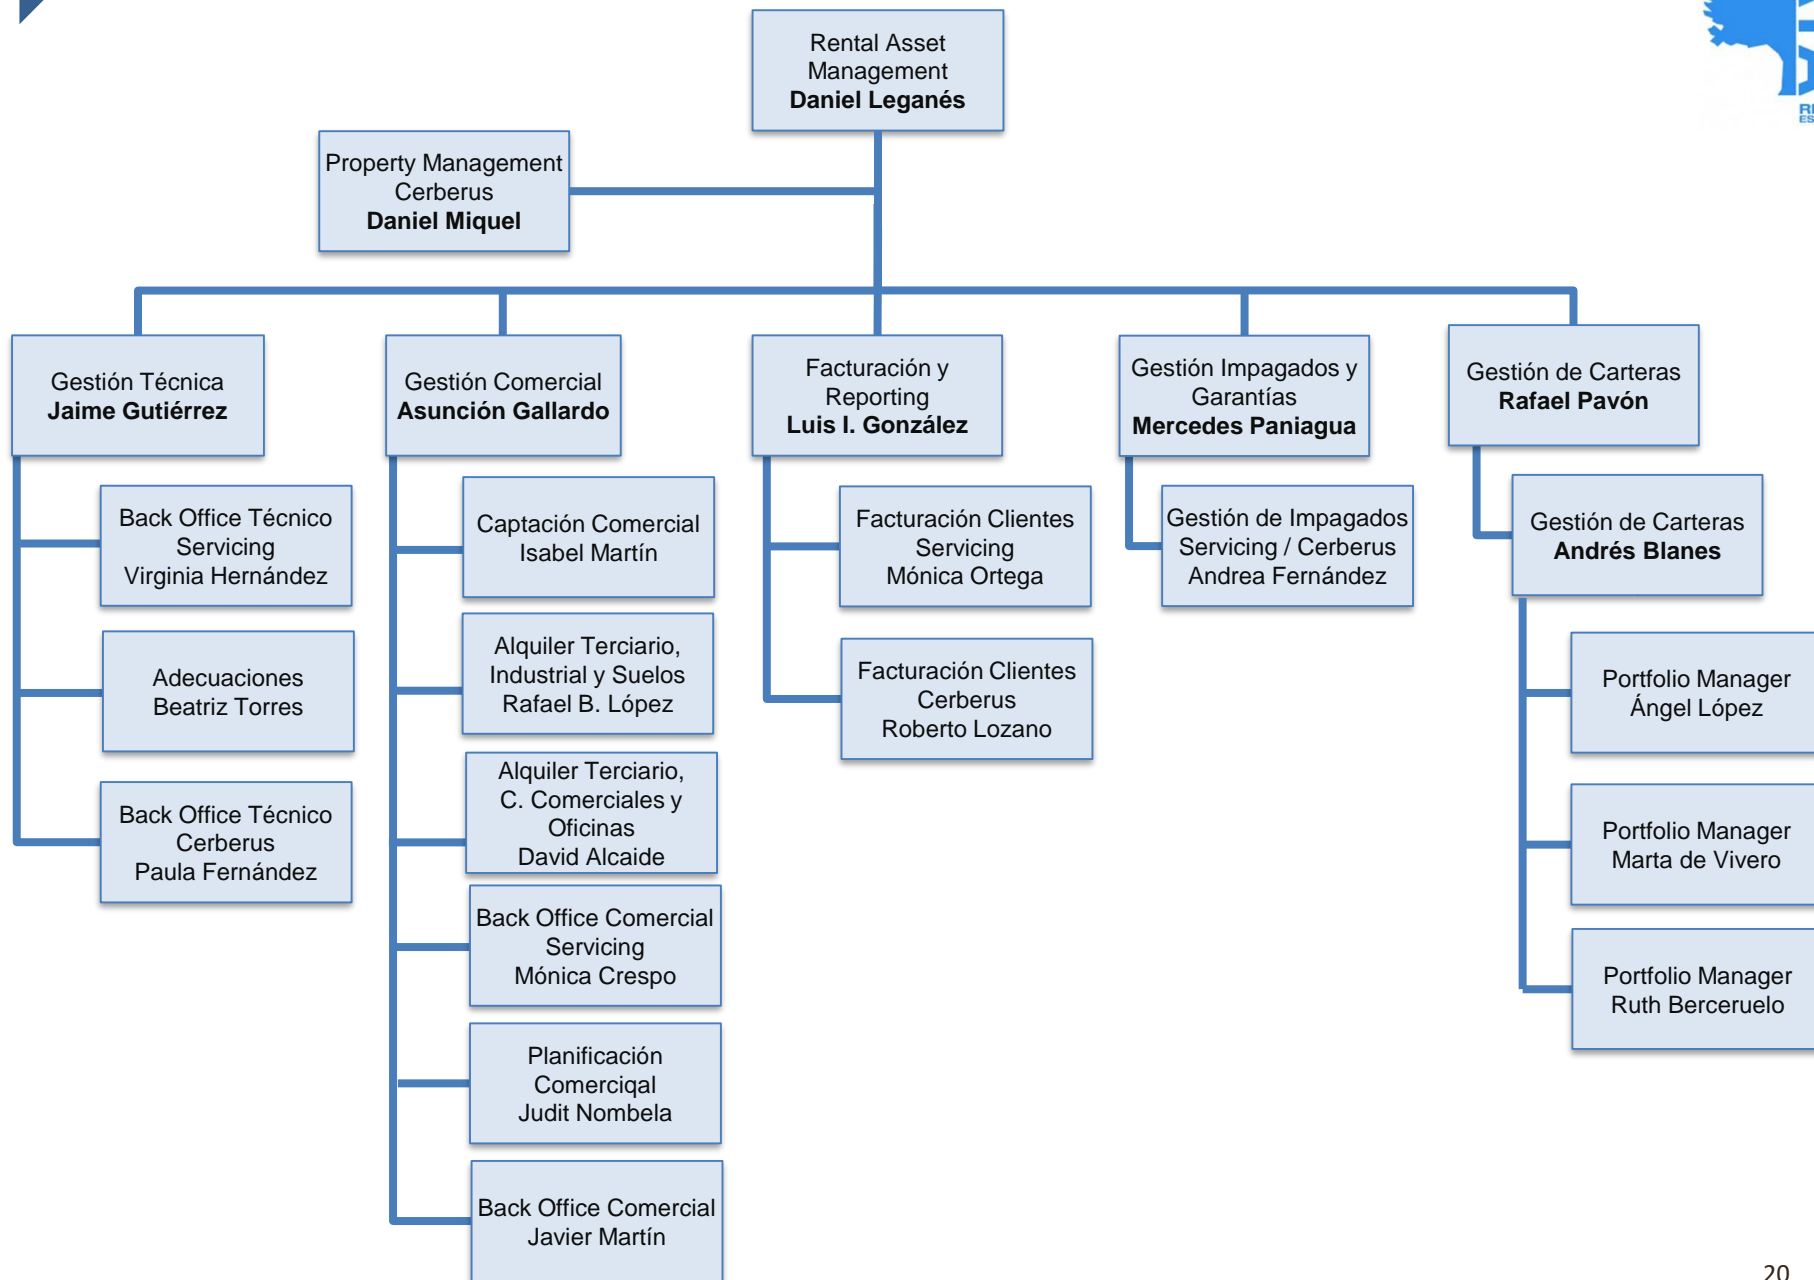 Rental Asset
Management
Daniel Leganés
Property Management
Cerberus
Daniel Miquel
Gestión Técnica
Jaime Gutiérrez
Gestión Comercial
Asunción Gallardo
Facturación y
Reporting
Luis I. González
Gestión Impagados y
Garantías
Mercedes Paniagua
Gestión de Carteras
Rafael Pavón
Back Office Técnico
Servicing
Virginia Hernández
Adecuaciones
Beatriz Torres
Back Office Técnico
Cerberus
Paula Fernández
Captación Comercial
Isabel Martín
Alquiler Terciario,
Industrial y Suelos
Rafael B. López
Alquiler Terciario,
C. Comerciales y
Oficinas
David Alcaide
Back Office Comercial
Servicing
Mónica Crespo
Planificación
Comerciqal
Judit Nombela
Back Office Comercial
Javier Martín
Facturación Clientes
Servicing
Mónica Ortega
Facturación Clientes
Cerberus
Roberto Lozano
Gestión de Impagados
Servicing / Cerberus
Andrea Fernández
Gestión de Carteras
Andrés Blanes
Portfolio Manager
Ángel López
Portfolio Manager
Marta de Vivero
Portfolio Manager
Ruth Berceruelo
20